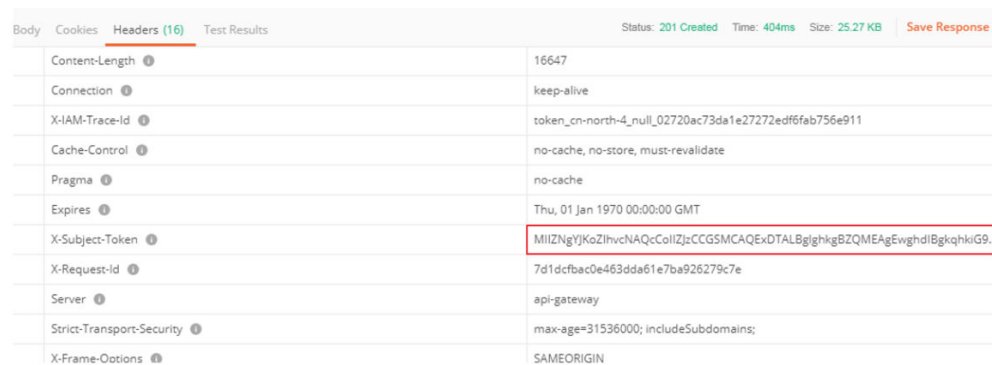 Body Cookies Headers (16) Test Results Status: 201 Created Time: 404ms Size: 25.27 KB Save Response
Content-Length 16647
Connection keep-alive
X-IAM-Trace-Id token_cn-north-4_null_02720ac73da1e27272edf6fab756e911
Cache-Control no-cache, no-store, must-revalidate
Pragma no-cache
Expires Thu, 01 Jan 1970 00:00:00 GMT
X-Subject-Token MIIZNgYJKoZIhvcNAQcCoIIZJzCCGSMCAQExDTALBglghkgBZQMEAgEwghdIBgkqhkiG9.
X-Request-Id 7d1dcfbac0e463dda61e7ba926279c7e
Server api-gateway
Strict-Transport-Security max-age=31536000; includeSubdomains;
X-Frame-Options SAMEORIGIN